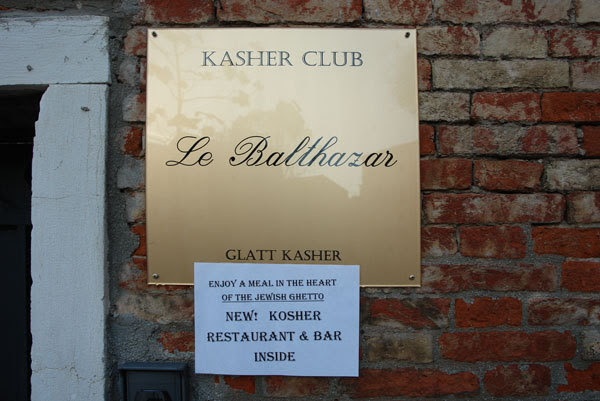 KASHER CLUB
Le Balthazar
GLATT KASHER
ENJOY A MEAL IN THE HEART
OF THE JEWISH GHETTO
NEW! KOSHER
RESTAURANT & BAR
INSIDE